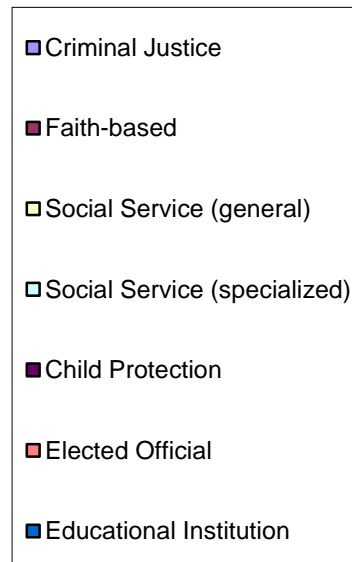 Criminal Justice
Faith-based
Social Service (general)
Social Service (specialized)
Child Protection
Elected Official
Educational Institution